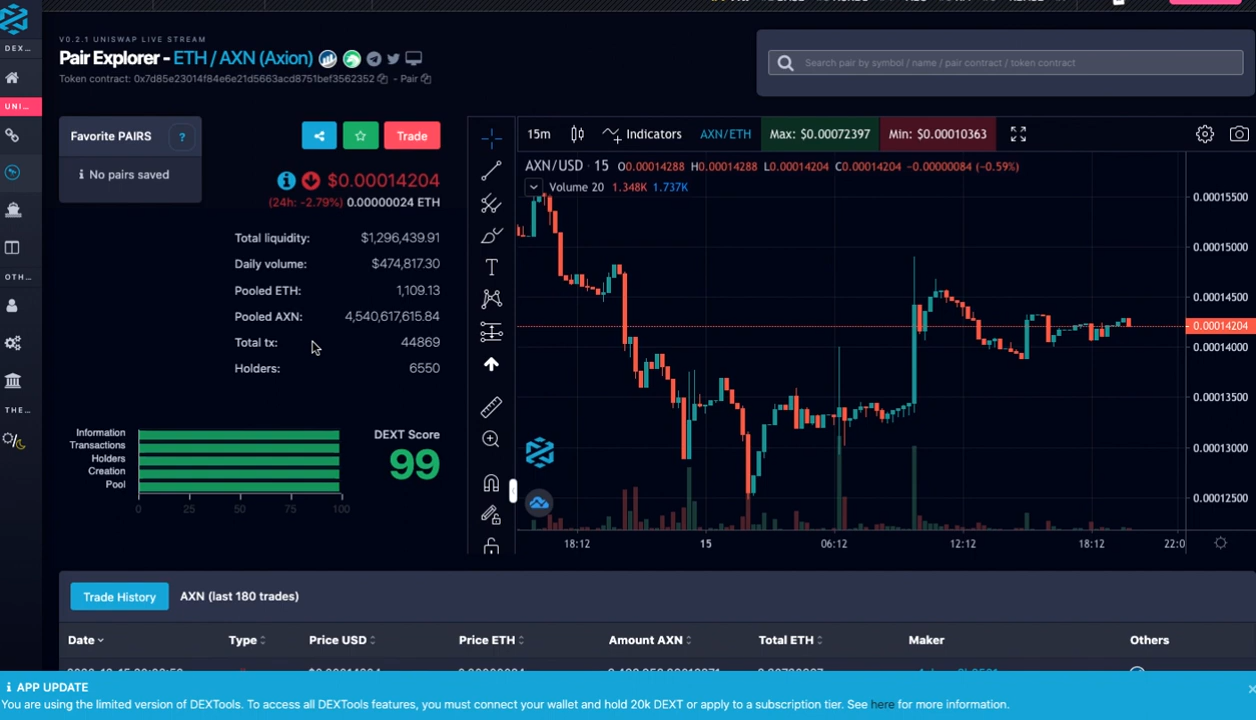 V0.2.1 UNISWAP LIVE STREAM
Pair Explorer - ETH / AXN (Axion)
Token contract: 0x7d85e23014f84e6e21d5663acd8751bef3562352 - Pair
Search pair by symbol / name / pair contract / token contract
DEX...
UNI...
OTH...
THE...
Favorite PAIRS ?
No pairs saved
Trade
$0.00014204
(24h: -2.79%) 0.00000024 ETH
Total liquidity: $1,296,439.91
Daily volume: $474,817.30
Pooled ETH: 1,109.13
Pooled AXN: 4,540,617,615.84
Total tx: 44869
Holders: 6550
Information
Transactions
Holders
Creation
Pool
0 25 50 75 100
DEXT Score
99
15m Indicators AXN/ETH Max: $0.00072397 Min: $0.00010363
AXN/USD · 15 O0.00014288 H0.00014288 L0.00014204 C0.00014204 -0.00000084 (-0.59%)
Volume 20 1.348K 1.737K
0.00015500
0.00015000
0.00014500
0.00014204
0.00014000
0.00013500
0.00013000
0.00012500
18:12 15 06:12 12:12 18:12 22:0
Trade History AXN (last 180 trades)
Date Type Price USD Price ETH Amount AXN Total ETH Maker Others
APP UPDATE
You are using the limited version of DEXTools. To access all DEXTools features, you must connect your wallet and hold 20k DEXT or apply to a subscription tier. See here for more information.